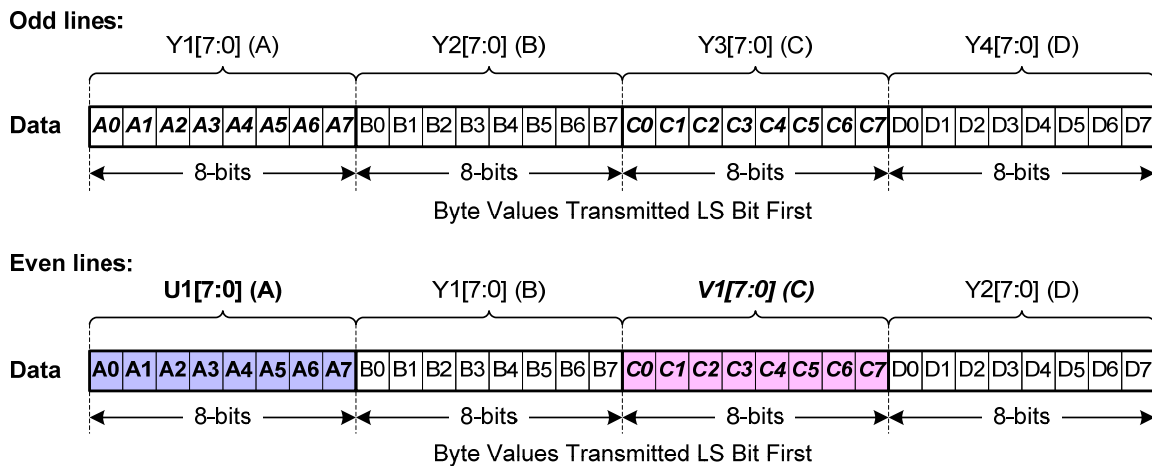 Odd lines:
Y1[7:0] (A) Y2[7:0] (B) Y3[7:0] (C) Y4[7:0] (D)
Data A0 A1 A2 A3 A4 A5 A6 A7 B0 B1 B2 B3 B4 B5 B6 B7 C0 C1 C2 C3 C4 C5 C6 C7 D0 D1 D2 D3 D4 D5 D6 D7
8-bits 8-bits 8-bits 8-bits
Byte Values Transmitted LS Bit First
Even lines:
U1[7:0] (A) Y1[7:0] (B) V1[7:0] (C) Y2[7:0] (D)
Data A0 A1 A2 A3 A4 A5 A6 A7 B0 B1 B2 B3 B4 B5 B6 B7 C0 C1 C2 C3 C4 C5 C6 C7 D0 D1 D2 D3 D4 D5 D6 D7
8-bits 8-bits 8-bits 8-bits
Byte Values Transmitted LS Bit First